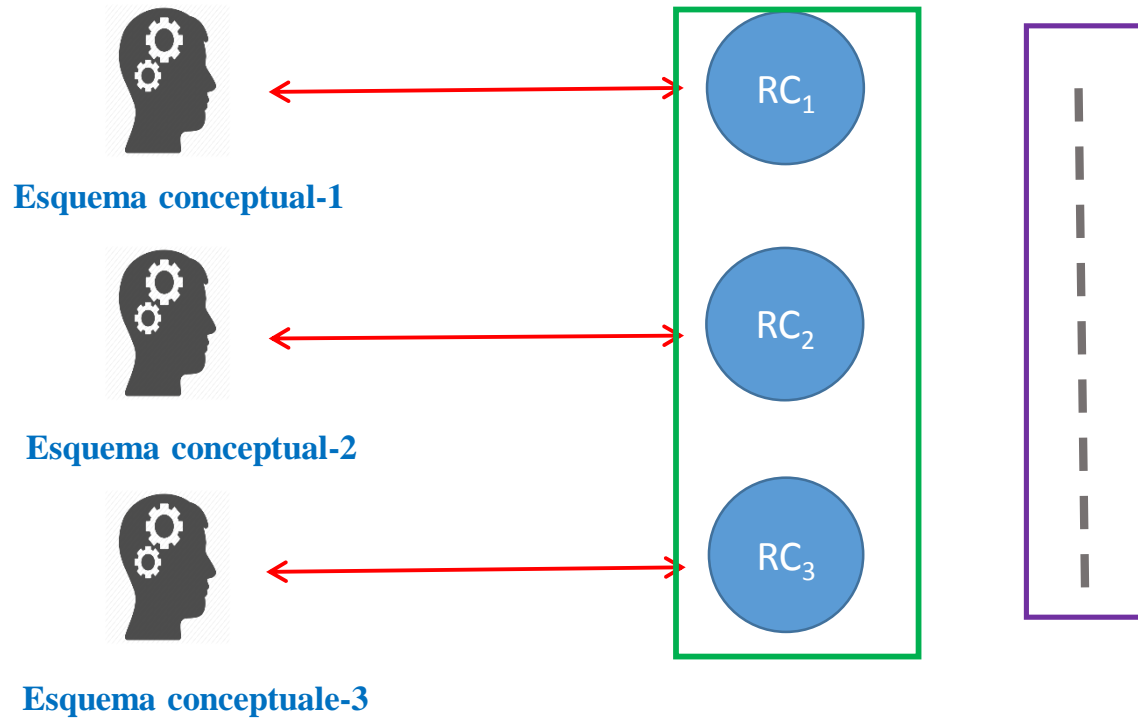 RC₁
Esquema conceptual-1
RC₂
Esquema conceptual-2
RC₃
Esquema conceptuale-3